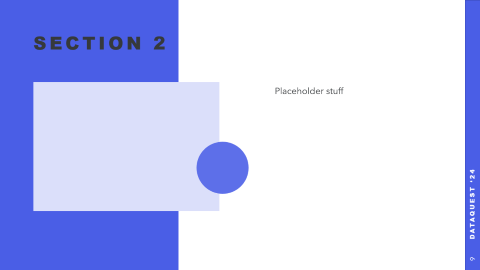 SECTION 2
Placeholder stuff
DATAQUEST '24
9